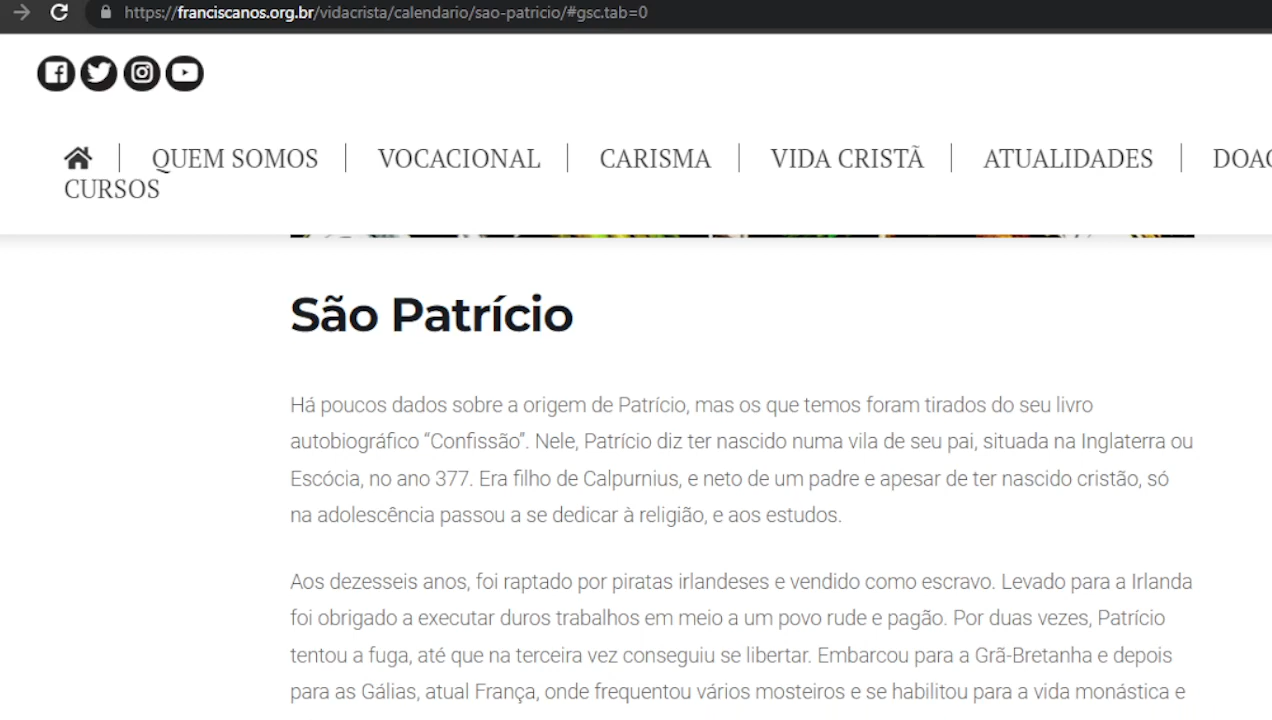 https://franciscanos.org.br/vidacrista/calendario/sao-patricio/#gsc.tab=0
QUEM SOMOS VOCACIONAL CARISMA VIDA CRISTÃ ATUALIDADES DOAÇ
CURSOS
São Patrício
Há poucos dados sobre a origem de Patrício, mas os que temos foram tirados do seu livro
autobiográfico “Confissão”. Nele, Patrício diz ter nascido numa vila de seu pai, situada na Inglaterra ou
Escócia, no ano 377. Era filho de Calpurnius, e neto de um padre e apesar de ter nascido cristão, só
na adolescência passou a se dedicar à religião, e aos estudos.
Aos dezesseis anos, foi raptado por piratas irlandeses e vendido como escravo. Levado para a Irlanda
foi obrigado a executar duros trabalhos em meio a um povo rude e pagão. Por duas vezes, Patrício
tentou a fuga, até que na terceira vez conseguiu se libertar. Embarcou para a Grã-Bretanha e depois
para as Gálias, atual França, onde frequentou vários mosteiros e se habilitou para a vida monástica e